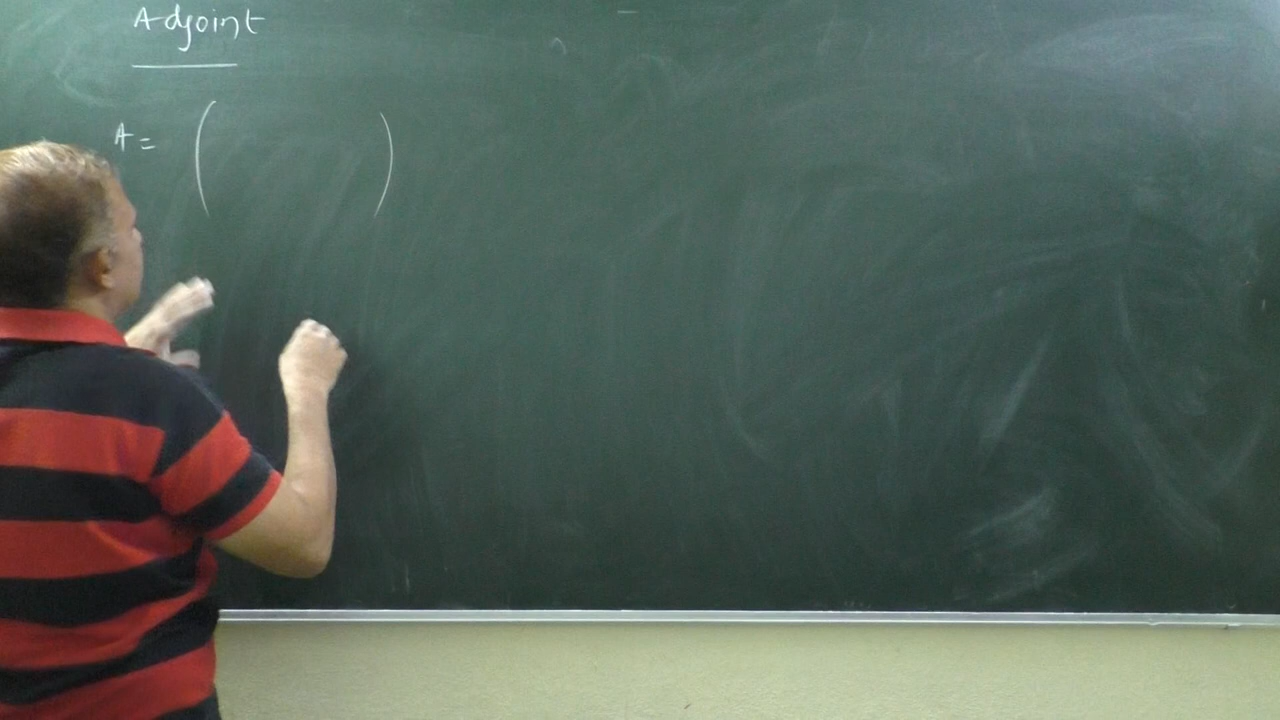 Adjoint
A = ( )